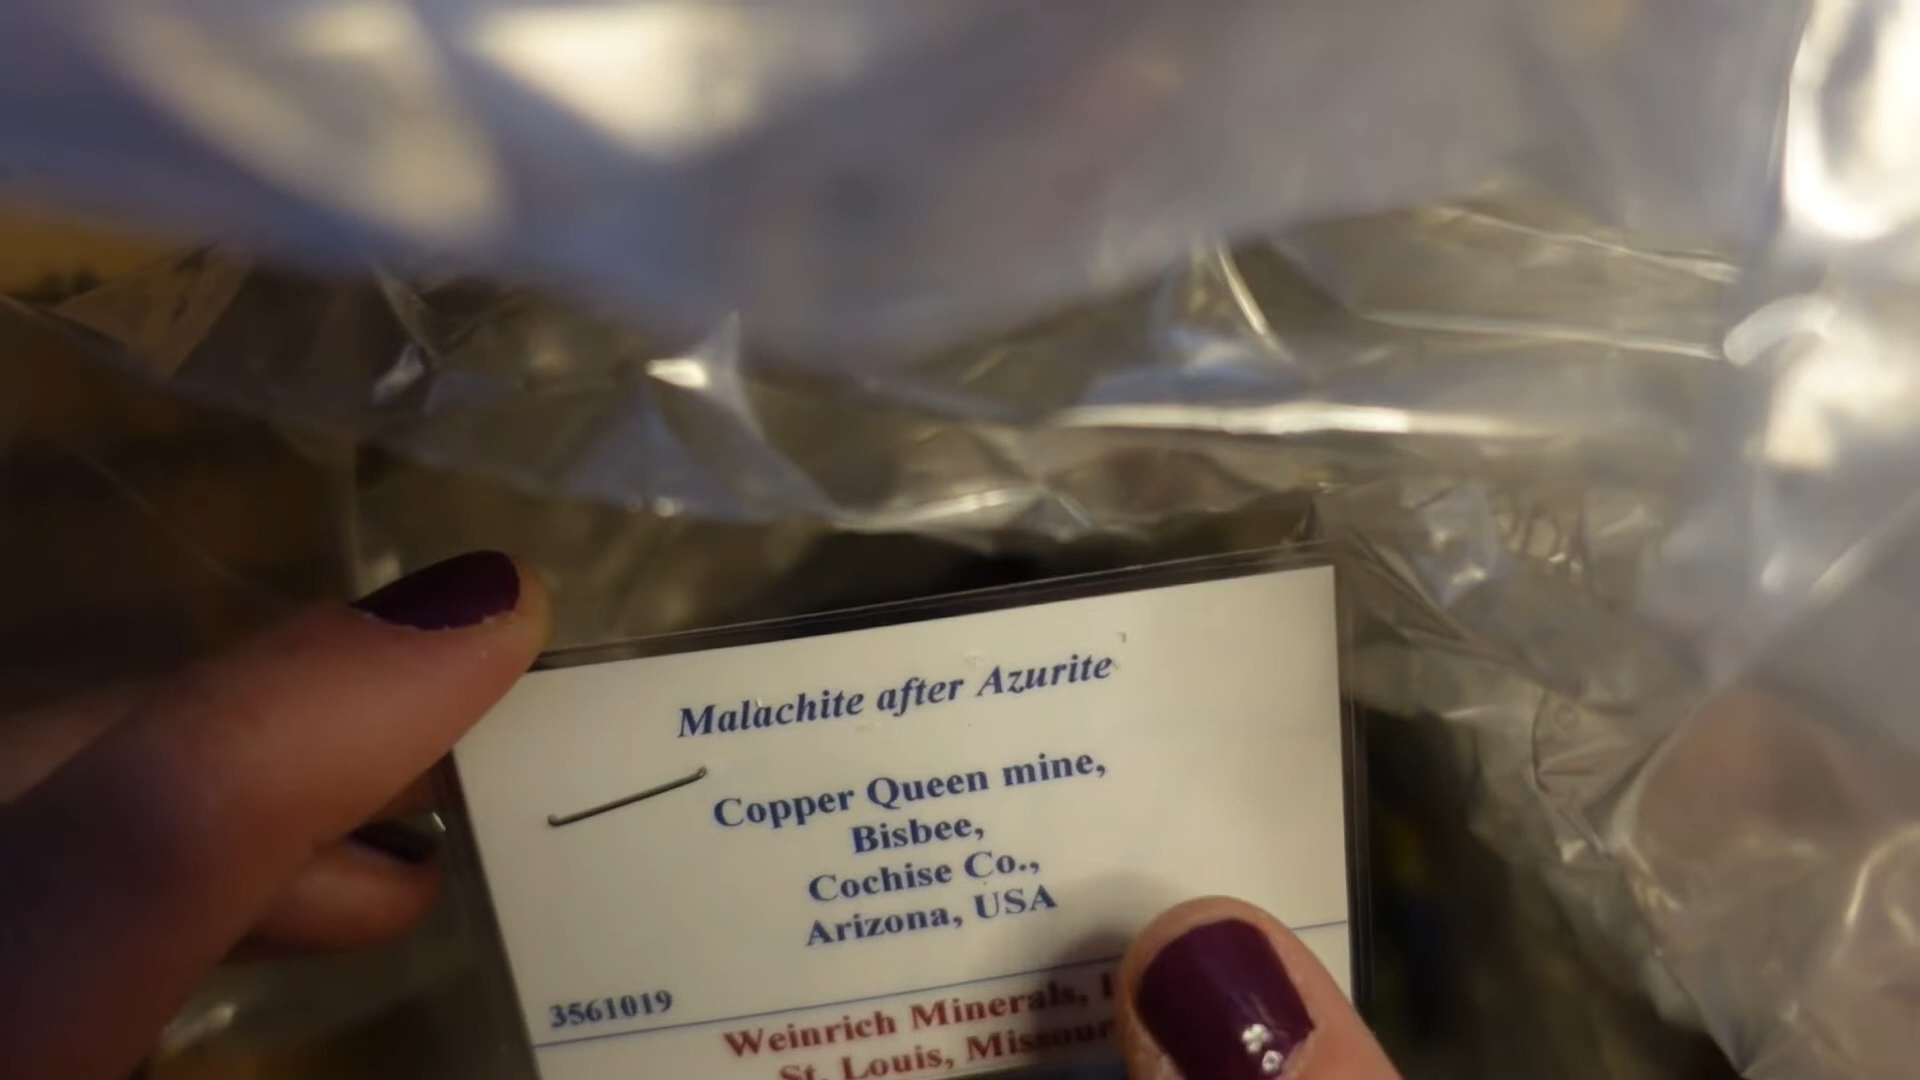 Malachite after Azurite
Copper Queen mine,
Bisbee,
Cochise Co.,
Arizona, USA
3561019
Weinrich Minerals,
St. Louis,